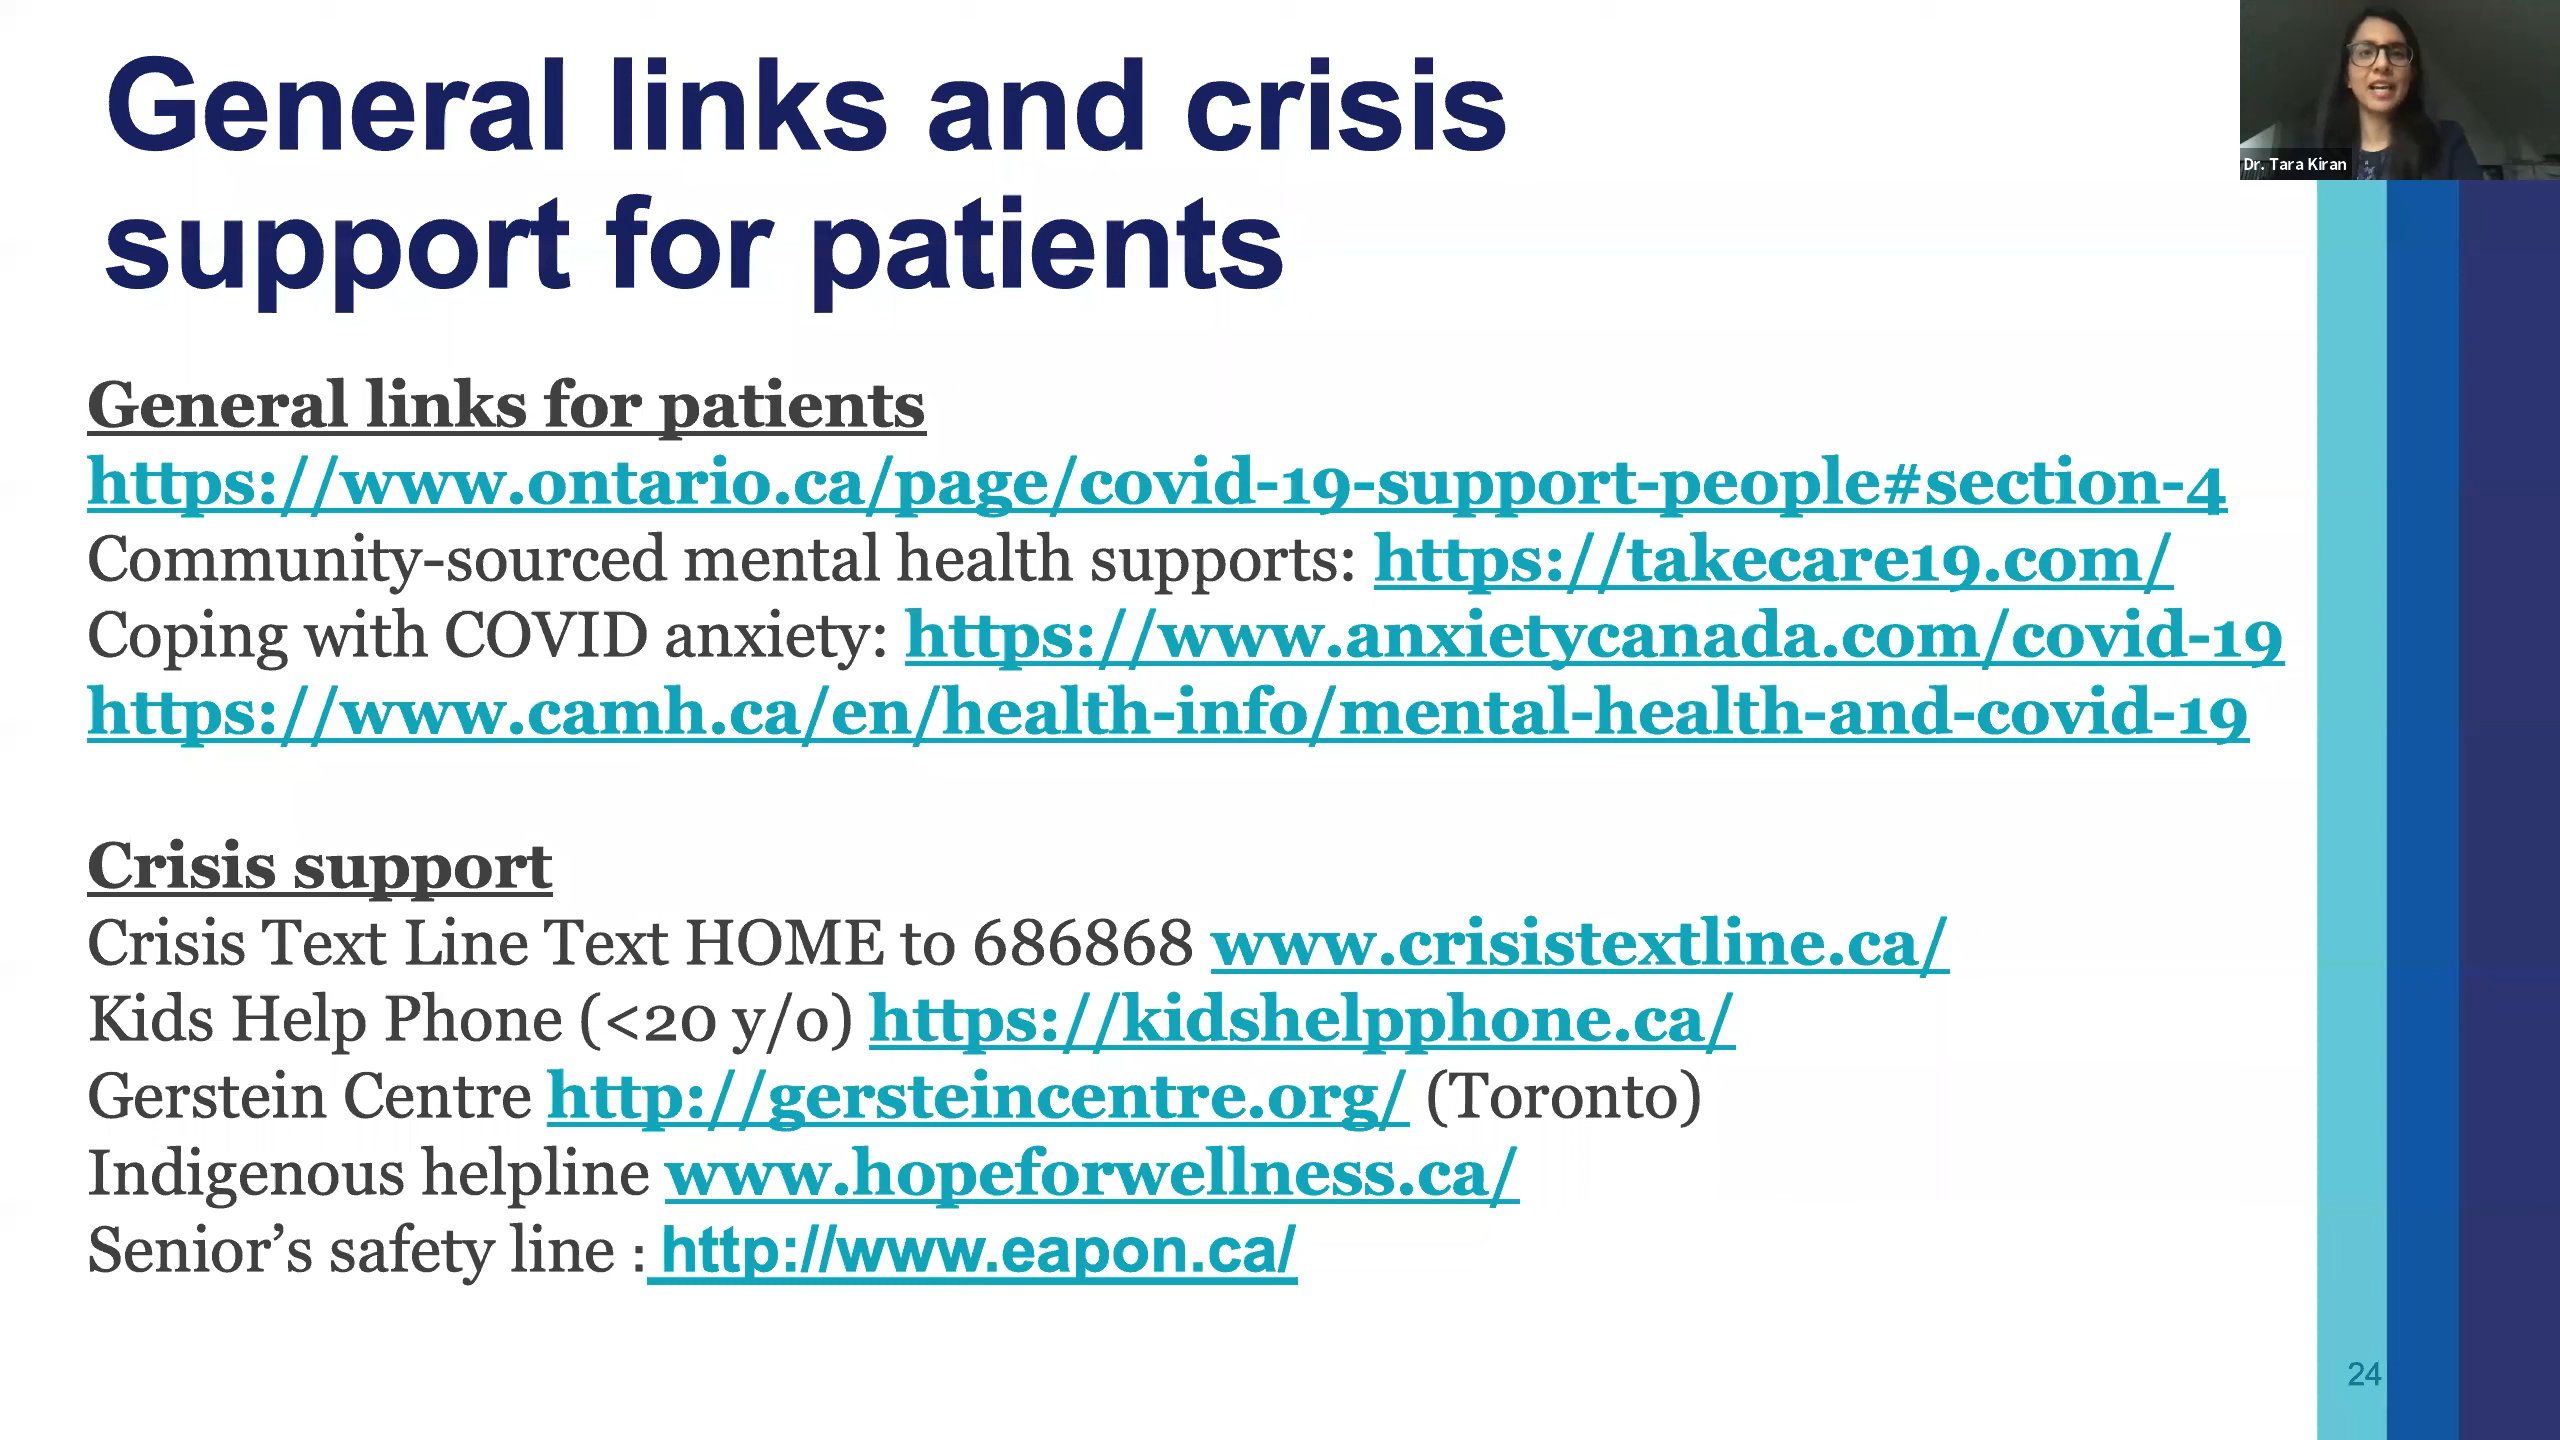 General links and crisis
support for patients
Dr. Tara Kiran
General links for patients
https://www.ontario.ca/page/covid-19-support-people#section-4
Community-sourced mental health supports: https://takecare19.com/
Coping with COVID anxiety: https://www.anxietycanada.com/covid-19
https://www.camh.ca/en/health-info/mental-health-and-covid-19
Crisis support
Crisis Text Line Text HOME to 686868 www.crisistextline.ca/
Kids Help Phone (<20 y/o) https://kidshelpphone.ca/
Gerstein Centre http://gersteincentre.org/ (Toronto)
Indigenous helpline www.hopeforwellness.ca/
Senior’s safety line : http://www.eapon.ca/
24